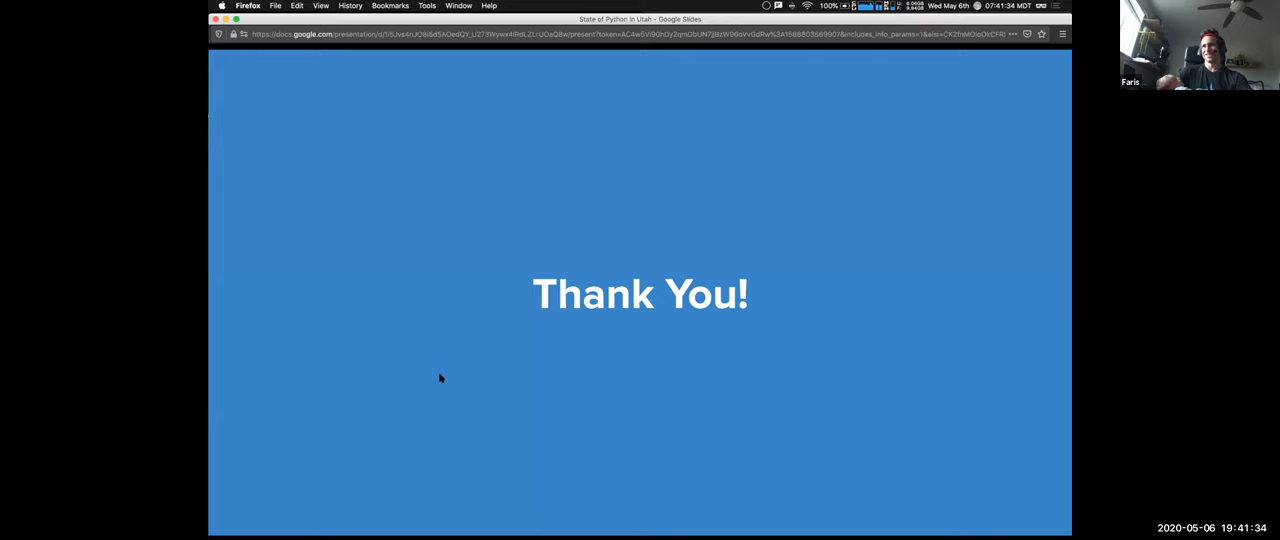 Firefox File Edit View History Bookmarks Tools Window Help 100% Wed May 6th 07:41:34 MDT
State of Python in Utah - Google Slides
Faris
Thank You!
2020-05-06 19:41:34